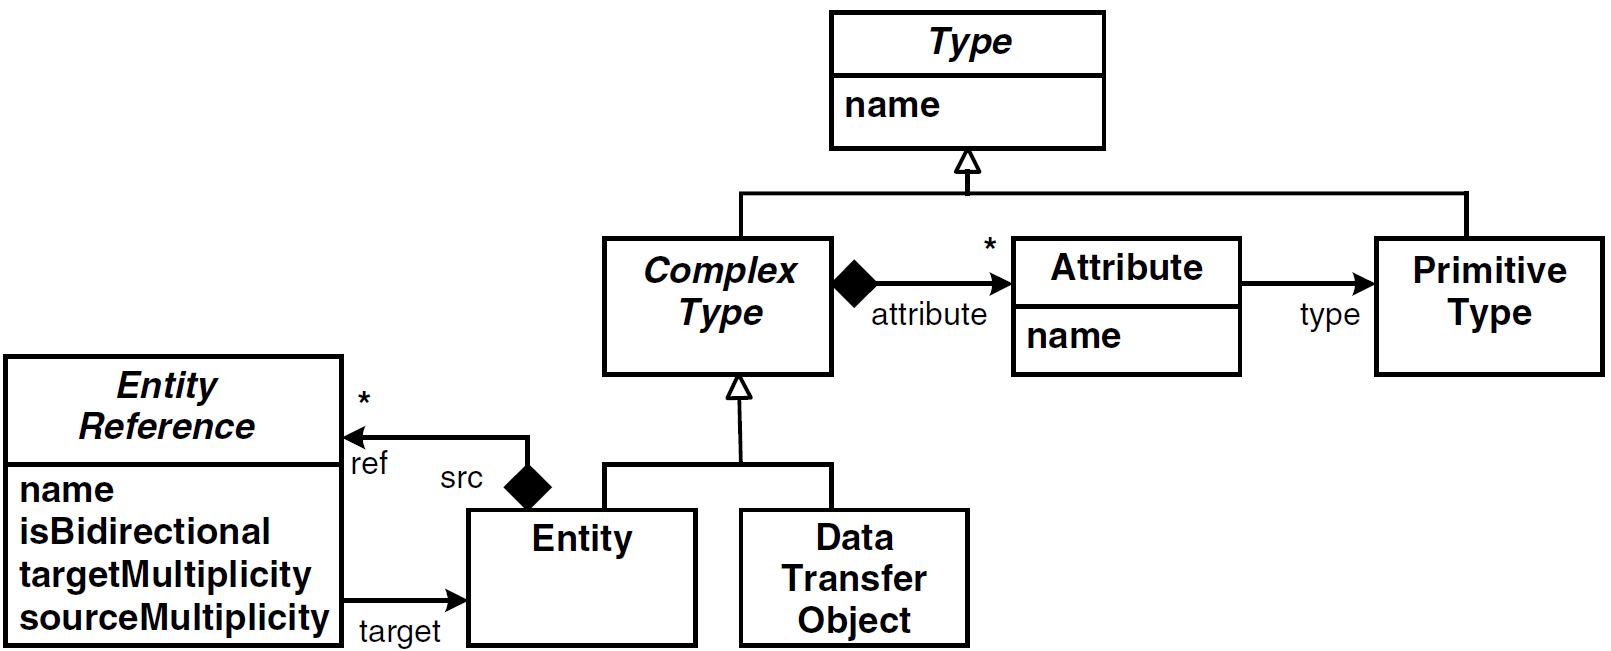 Type
name
Complex
Type
*
attribute
Attribute
name
type
Primitive
Type
Entity
Reference
name
isBidirectional
targetMultiplicity
sourceMultiplicity
*
ref
src
target
Entity
Data
Transfer
Object